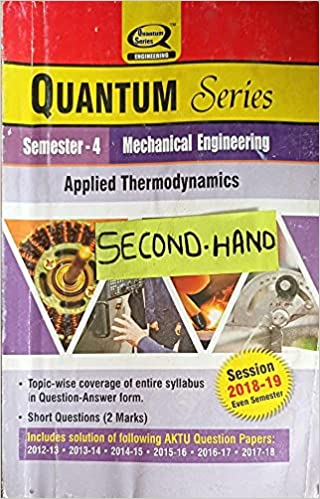 Quantum
Series
TM
ENGINEERING
QUANTUM Series
Semester - 4 Mechanical Engineering
Applied Thermodynamics
SECOND-HAND
Session
2018-19
Even Semester
• Topic-wise coverage of entire syllabus
in Question-Answer form.
• Short Questions (2 Marks)
Includes solution of following AKTU Question Papers:
2012-13 • 2013-14 • 2014-15 • 2015-16 • 2016-17 • 2017-18